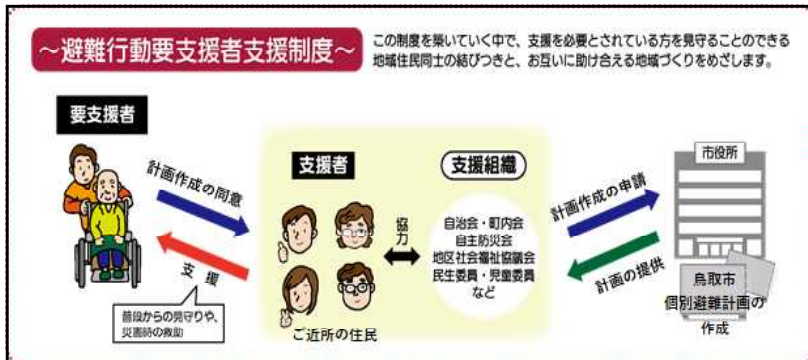 ～避難行動要支援者支援制度～
この制度を築いていく中で、支援を必要とされている方を見守ることのできる
地域住民同士の結びつきと、お互いに助け合える地域づくりをめざします。
要支援者
計画作成の同意
支援
普段からの見守りや、
災害時の救助
支援者
ご近所の住民
協力
支援組織
自治会・町内会
自主防災会
地区社会福祉協議会
民生委員・児童委員
など
計画作成の申請
計画の提供
市役所
鳥取市
個別避難計画の
作成